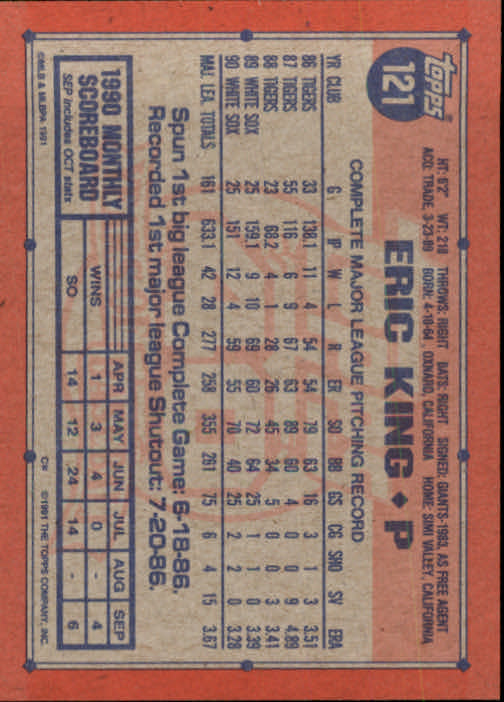 TOPPS®
121
ERIC KING ◆ P
HT: 6'2" WT: 218 THROWS: RIGHT BATS: RIGHT SIGNED: GIANTS-1983, AS FREE AGENT
ACQ: TRADE, 3-23-89 BORN: 4-10-64 OXNARD, CALIFORNIA HOME: SIMI VALLEY, CALIFORNIA
COMPLETE MAJOR LEAGUE PITCHING RECORD
YR CLUB G IP W L R ER SO BB GS CG SHO SV ERA
86 TIGERS 33 138.1 11 4 54 54 79 63 16 3 1 3 3.51
87 TIGERS 55 116 6 9 67 63 89 60 4 0 0 9 4.89
88 TIGERS 23 68.2 4 1 28 26 45 34 5 0 0 3 3.41
89 WHITE SOX 25 159.1 9 10 69 60 72 64 25 1 1 0 3.39
90 WHITE SOX 25 151 12 4 59 55 70 40 25 2 2 0 3.28
MAJ. LEA. TOTALS 161 633.1 42 28 277 258 355 261 75 6 4 15 3.67
Spun 1st big league Complete Game: 6-18-86.
Recorded 1st major league Shutout: 7-20-86.
1990 MONTHLY SCOREBOARD
SEP includes OCT stats
APR MAY JUN JUL AUG SEP
WINS 1 3 4 0 - 4
SO 14 12 24 14 - 6
©MLB & MLBPA 1991
C* ©1991 THE TOPPS COMPANY, INC.